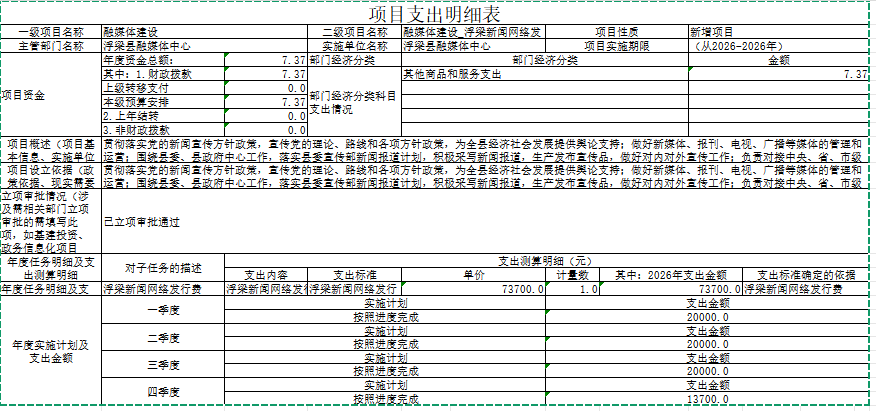 项目支出明细表
一级项目名称 融媒体建设 二级项目名称 融媒体建设_浮梁新闻网络发行 项目性质 新增项目
主管部门名称 浮梁县融媒体中心 实施单位名称 浮梁县融媒体中心 项目实施期限 （从2026-2026年）
项目资金 年度资金总额： 7.37 部门经济分类科目支出情况 部门经济分类 部门经济分类 金额
其中：1.财政拨款 7.37 其他商品和服务支出 7.37
上级转移支付 0.0
本级预算安排 7.37
2.上年结转 0.0
3.非财政拨款 0.0
项目概述（项目基 贯彻落实党的新闻宣传方针政策，宣传党的理论、路线和各项方针政策，为全县经济社会发展提供舆论支持；做好新媒体、报刊、电视、广播等媒体的管理和
本信息、实施单位 运营；围绕县委、县政府中心工作，落实县委宣传部新闻报道计划，积极采写新闻报道，生产发布宣传品，做好对内对外宣传工作；负责对接中央、省、市级
项目设立依据（政 贯彻落实党的新闻宣传方针政策，宣传党的理论、路线和各项方针政策，为全县经济社会发展提供舆论支持；做好新媒体、报刊、电视、广播等媒体的管理和
策依据、现实需要 运营；围绕县委、县政府中心工作，落实县委宣传部新闻报道计划，积极采写新闻报道，生产发布宣传品，做好对内对外宣传工作；负责对接中央、省、市级
立项审批情况（涉
及需相关部门立项
审批的需填写此
项，如基建投资、
政务信息化项目
已立项审批通过
年度任务明细及支出测算明细 对子任务的描述 支出测算明细（元）
支出内容 支出标准 单价 计量数 其中：2026年支出金额 支出标准确定的依据
年度任务明细及支 浮梁新闻网络发行费 浮梁新闻网络发行 浮梁新闻网络发行 73700.0 1.0 73700.0 浮梁新闻网络发行费
年度实施计划及支出金额 一季度 实施计划 支出金额
按照进度完成 20000.0
二季度 实施计划 支出金额
按照进度完成 20000.0
三季度 实施计划 支出金额
按照进度完成 20000.0
四季度 实施计划 支出金额
按照进度完成 13700.0